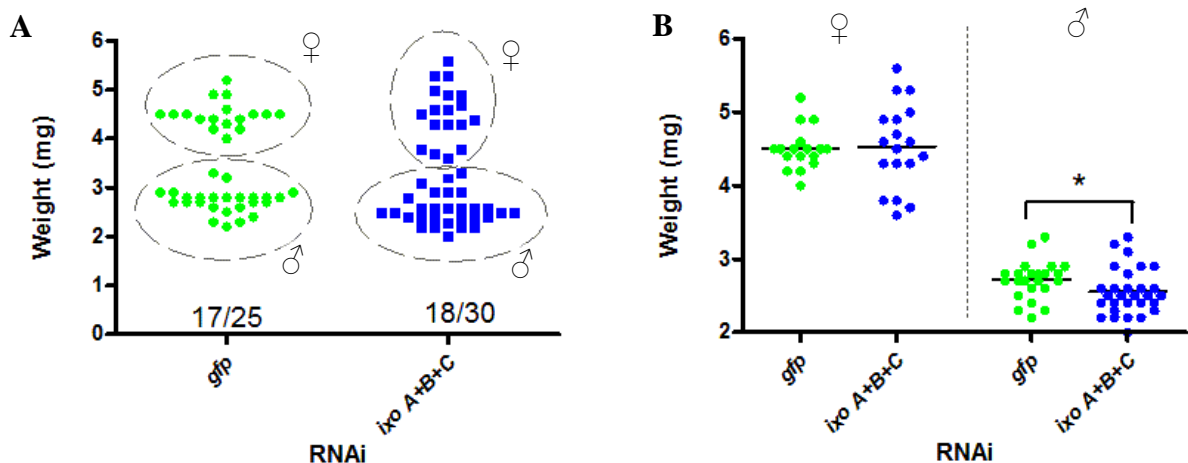 A
Weight (mg)
6
5
4
3
2
1
0
♀
♀
♂
♂
17/25
18/30
gfp
ixo A+B+C
RNAi
B
Weight (mg)
6
5
4
3
2
♀
♂
*
gfp
ixo A+B+C
gfp
ixo A+B+C
RNAi